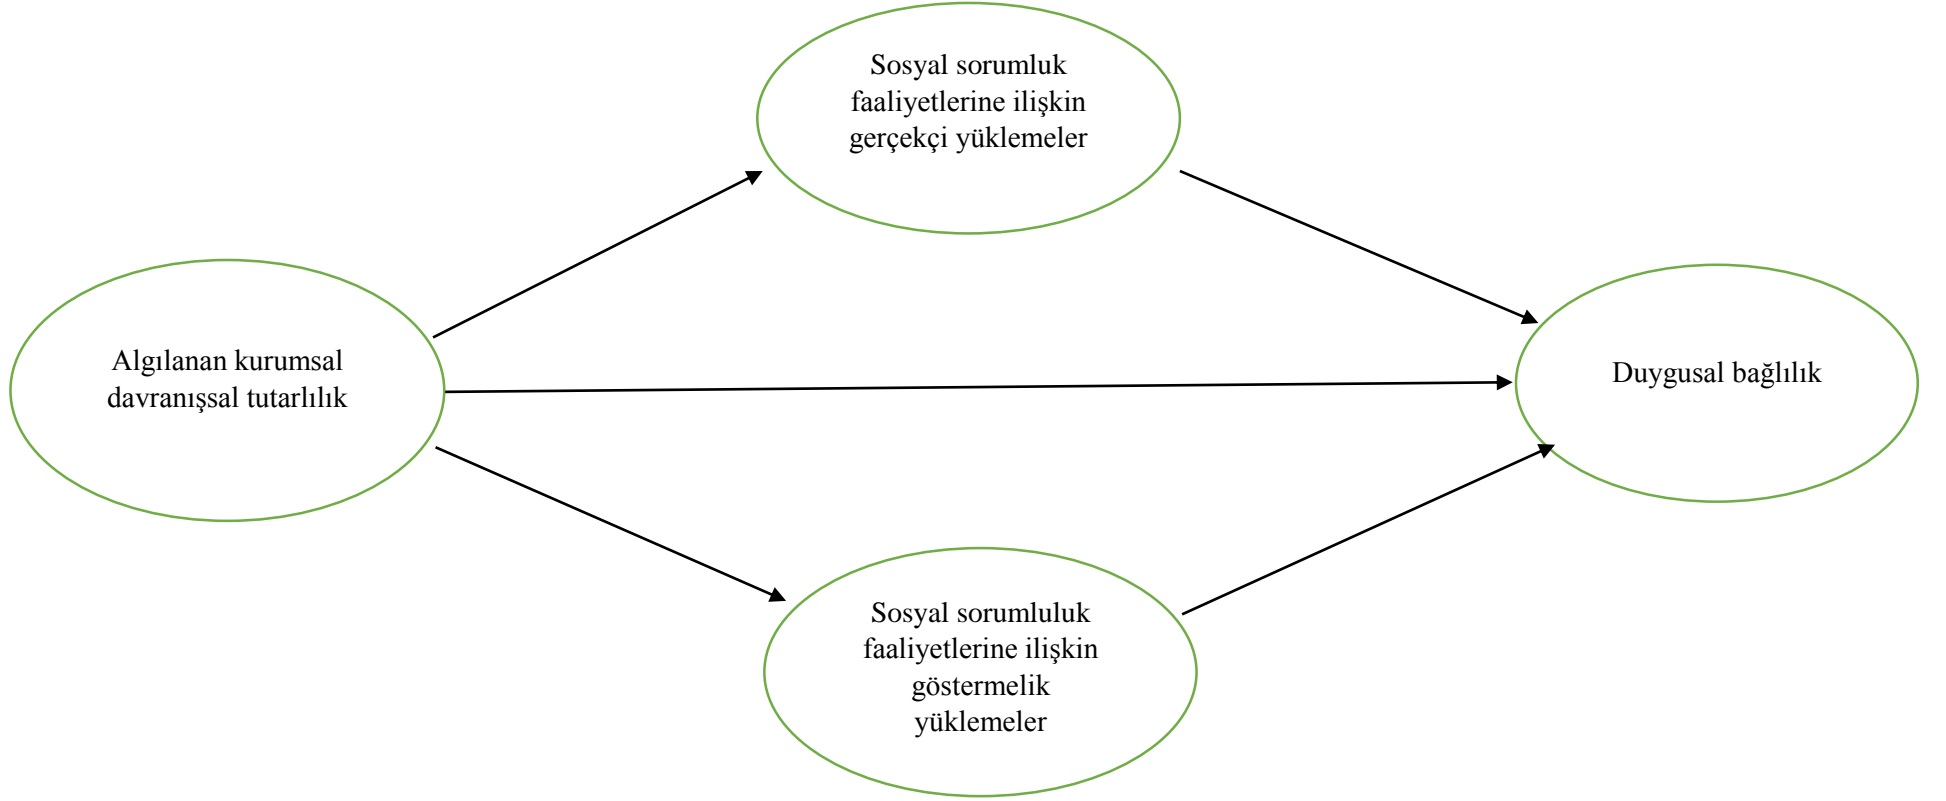 Sosyal sorumluk
faaliyetlerine ilişkin
gerçekçi yüklemeler
Algılanan kurumsal
davranışsal tutarlılık
Duygusal bağlılık
Sosyal sorumluluk
faaliyetlerine ilişkin
göstermelik
yüklemeler